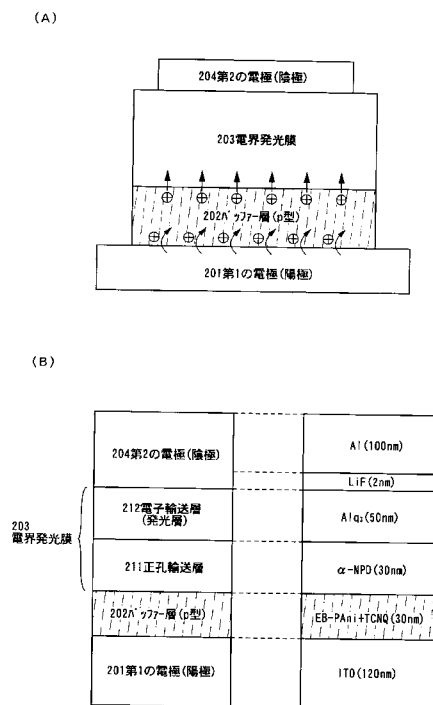 (A)
204第2の電極(陰極)
203電界発光膜
202バッファー層(p型)
201第1の電極(陽極)
(B)
204第2の電極(陰極)
Al(100nm)
LiF(2nm)
203
電界発光膜
212電子輸送層
(発光層)
Alq₃(50nm)
211正孔輸送層
α-NPD(30nm)
202バッファー層(p型)
EB-PAni+TCNQ(30nm)
201第1の電極(陽極)
ITO(120nm)